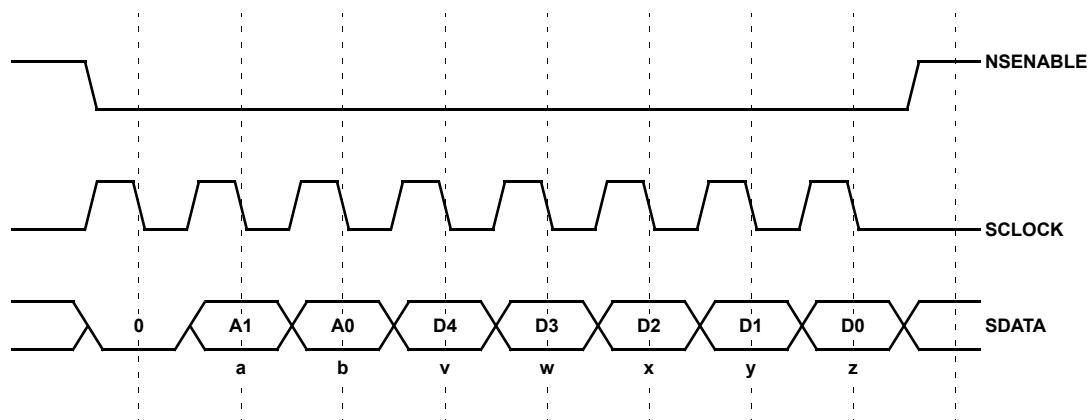 NSENABLE
SCLOCK
0 A1 A0 D4 D3 D2 D1 D0 SDATA
a b v w x y z